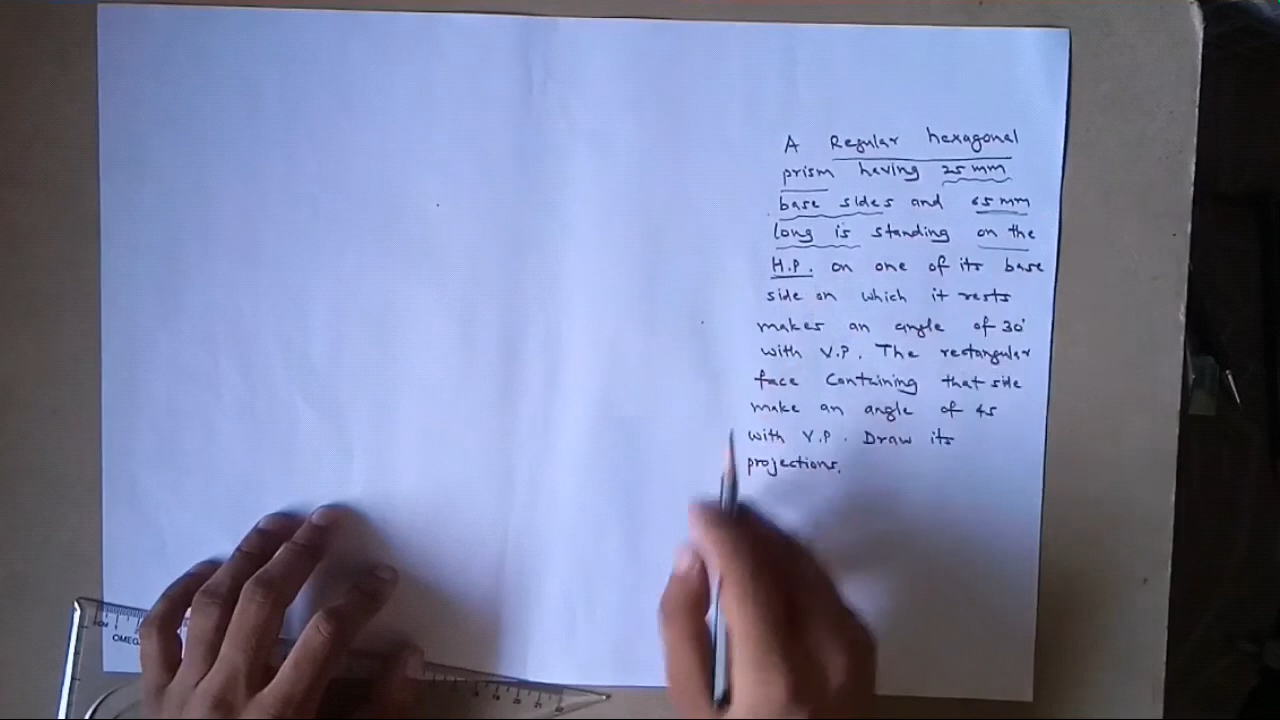 A Regular hexagonal
prism having 25 mm
base sides and 65 mm
long is standing on the
H.P. on one of its base
side on which it rests
makes an angle of 30°
with V.P. The rectangular
face containing that side
make an angle of 45
with V.P. Draw its
projections.
OMEG